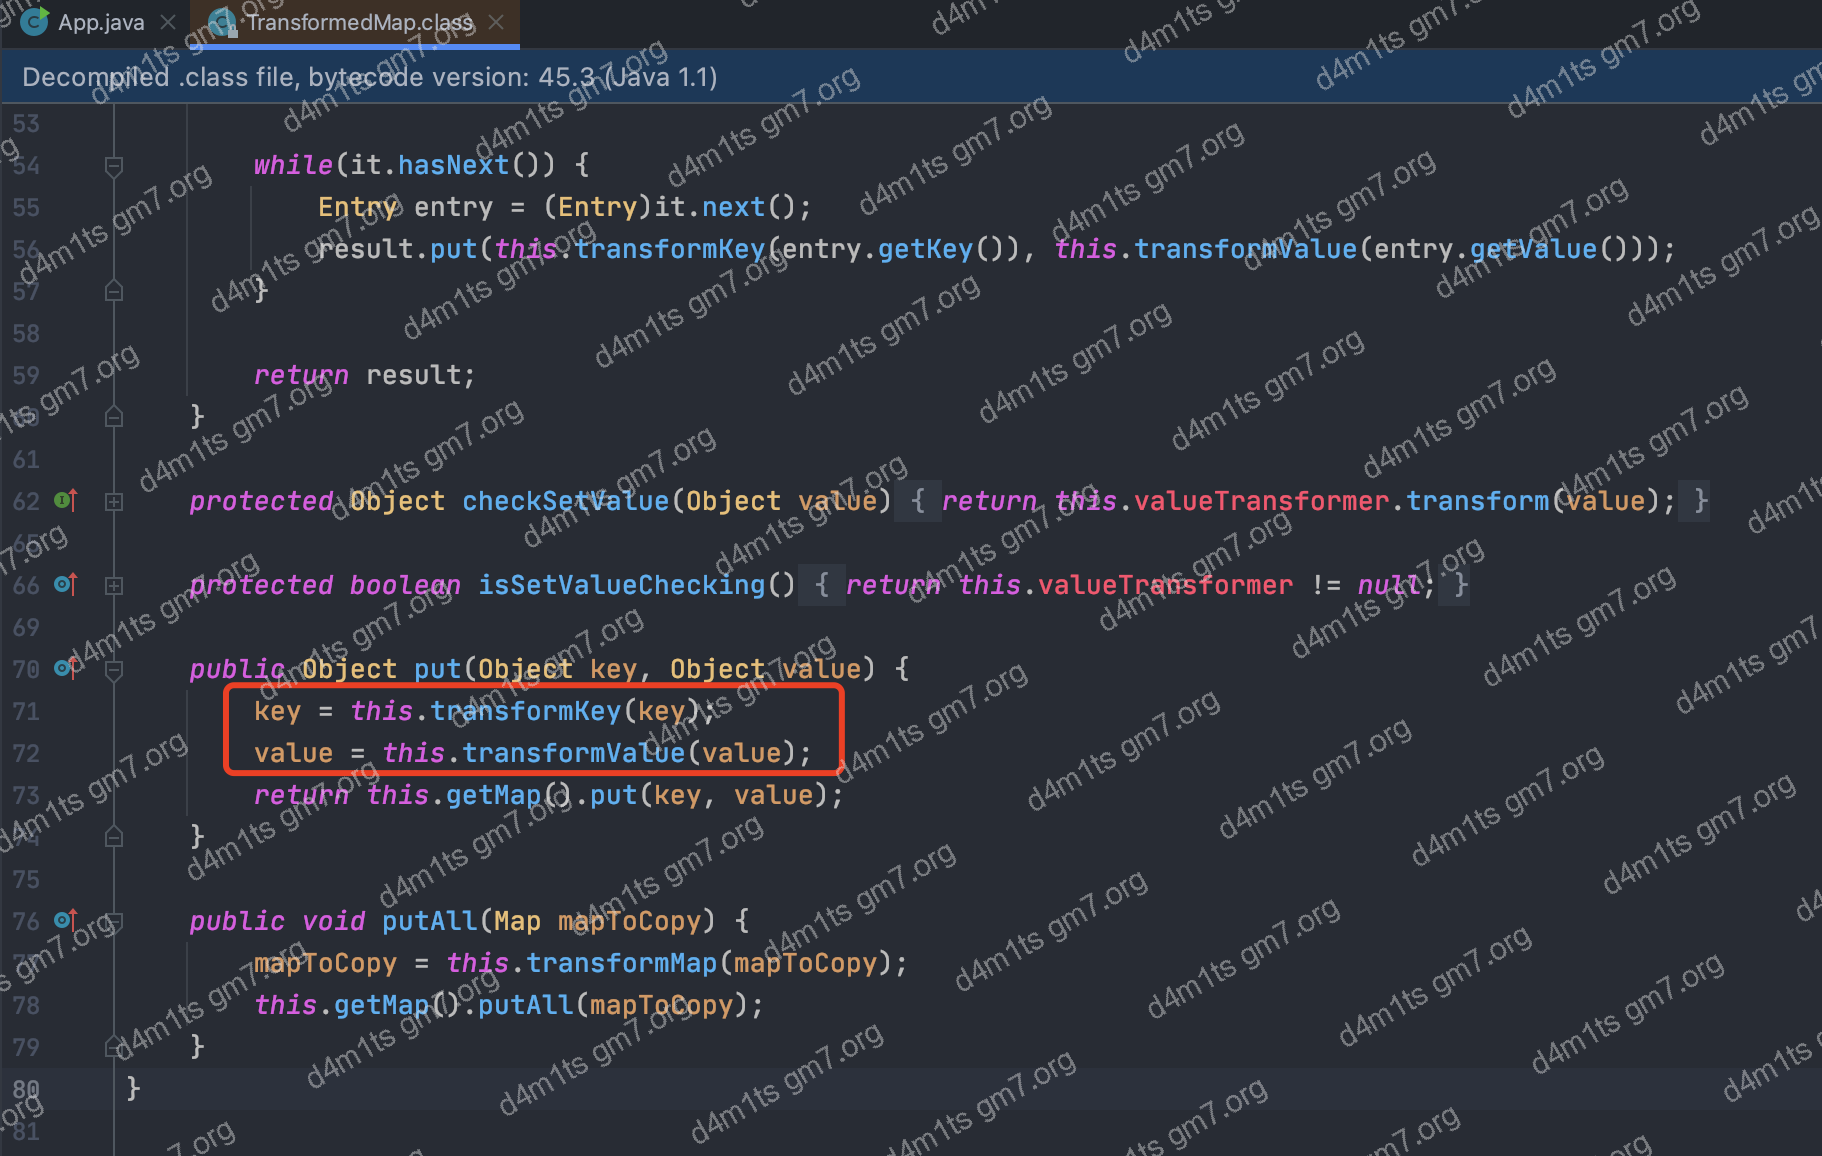 App.java
TransformedMap.class
Decompiled .class file, bytecode version: 45.3 (Java 1.1)
53
54 while(it.hasNext()) {
55 Entry entry = (Entry)it.next();
56 result.put(this.transformKey(entry.getKey()), this.transformValue(entry.getValue()));
57 }
58
59 return result;
60 }
61
62 protected Object checkSetValue(Object value) { return this.valueTransformer.transform(value); }
65
66 protected boolean isSetValueChecking() { return this.valueTransformer != null; }
69
70 public Object put(Object key, Object value) {
71 key = this.transformKey(key);
72 value = this.transformValue(value);
73 return this.getMap().put(key, value);
74 }
75
76 public void putAll(Map mapToCopy) {
77 mapToCopy = this.transformMap(mapToCopy);
78 this.getMap().putAll(mapToCopy);
79 }
80 }
81
d4m1ts gm7.org